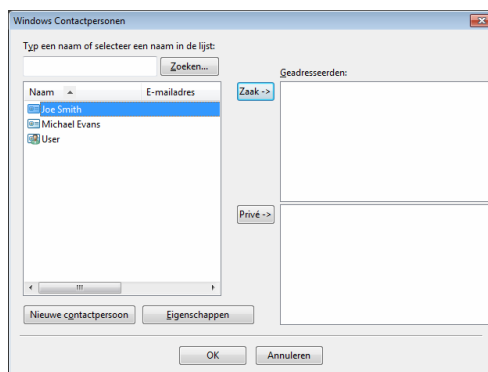 Windows Contactpersonen
Typ een naam of selecteer een naam in de lijst:
Zoeken...
Geadresseerden:
Naam E-mailadres
Zaak ->
Joe Smith
Michael Evans
User
Privé ->
Nieuwe contactpersoon Eigenschappen
OK Annuleren